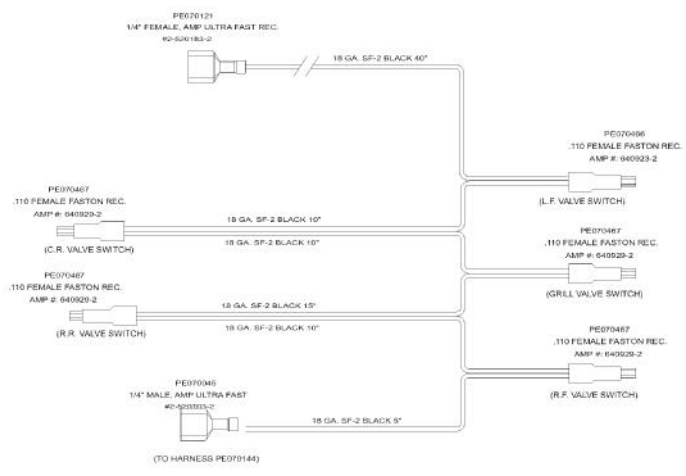 PE070121
1/4" FEMALE, AMP ULTRA FAST REC.
#2-520183-2
18 GA. SF-2 BLACK 40"
PE070466
.110 FEMALE FASTON REC.
AMP #: 640923-2
(L.F. VALVE SWITCH)
PE070467
.110 FEMALE FASTON REC.
AMP #: 640929-2
(C.R. VALVE SWITCH)
18 GA. SF-2 BLACK 10"
18 GA. SF-2 BLACK 10"
PE070467
.110 FEMALE FASTON REC.
AMP #: 640929-2
(GRILL VALVE SWITCH)
PE070467
.110 FEMALE FASTON REC.
AMP #: 640929-2
(R.R. VALVE SWITCH)
18 GA. SF-2 BLACK 15"
18 GA. SF-2 BLACK 10"
PE070467
.110 FEMALE FASTON REC.
AMP #: 640929-2
(R.F. VALVE SWITCH)
PE070045
1/4" MALE, AMP ULTRA FAST
18 GA. SF-2 BLACK 5"
(TO HARNESS PE070144)